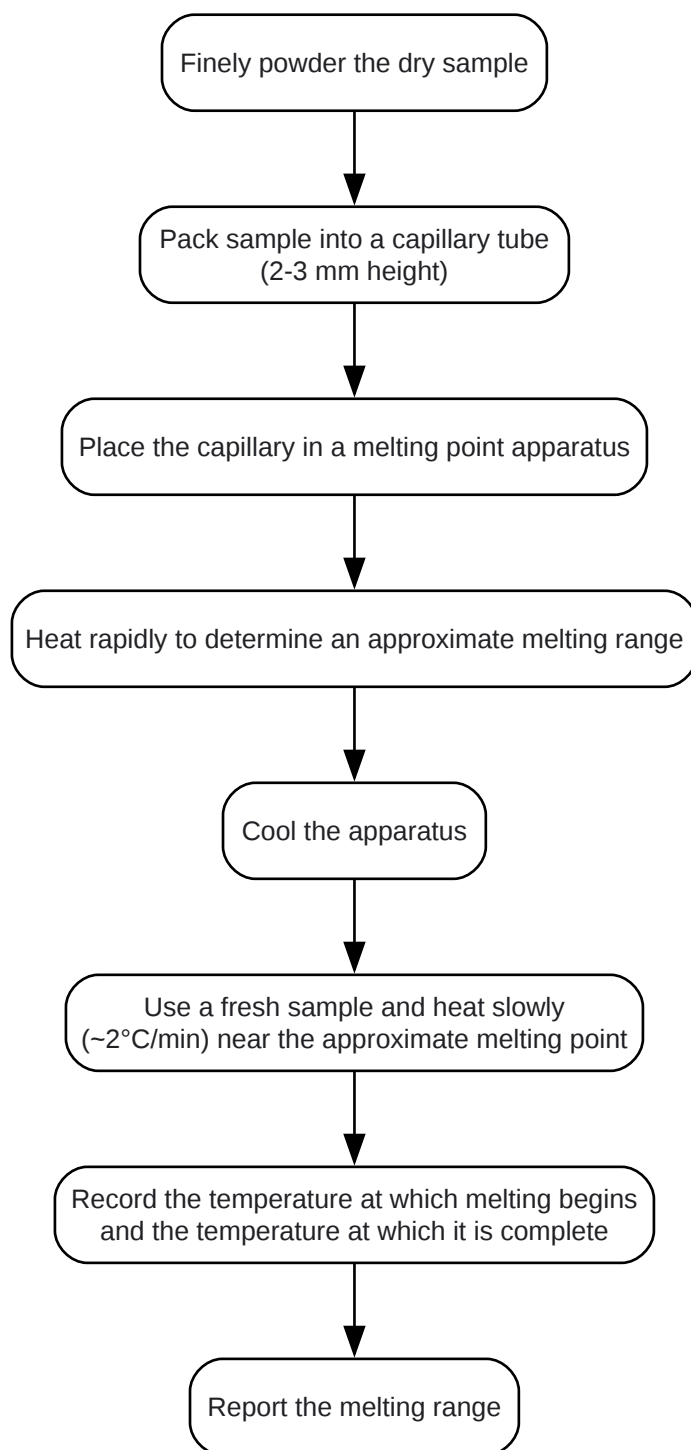 Finely powder the dry sample
Pack sample into a capillary tube
(2-3 mm height)
Place the capillary in a melting point apparatus
Heat rapidly to determine an approximate melting range
Cool the apparatus
Use a fresh sample and heat slowly
(~2°C/min) near the approximate melting point
Record the temperature at which melting begins
and the temperature at which it is complete
Report the melting range